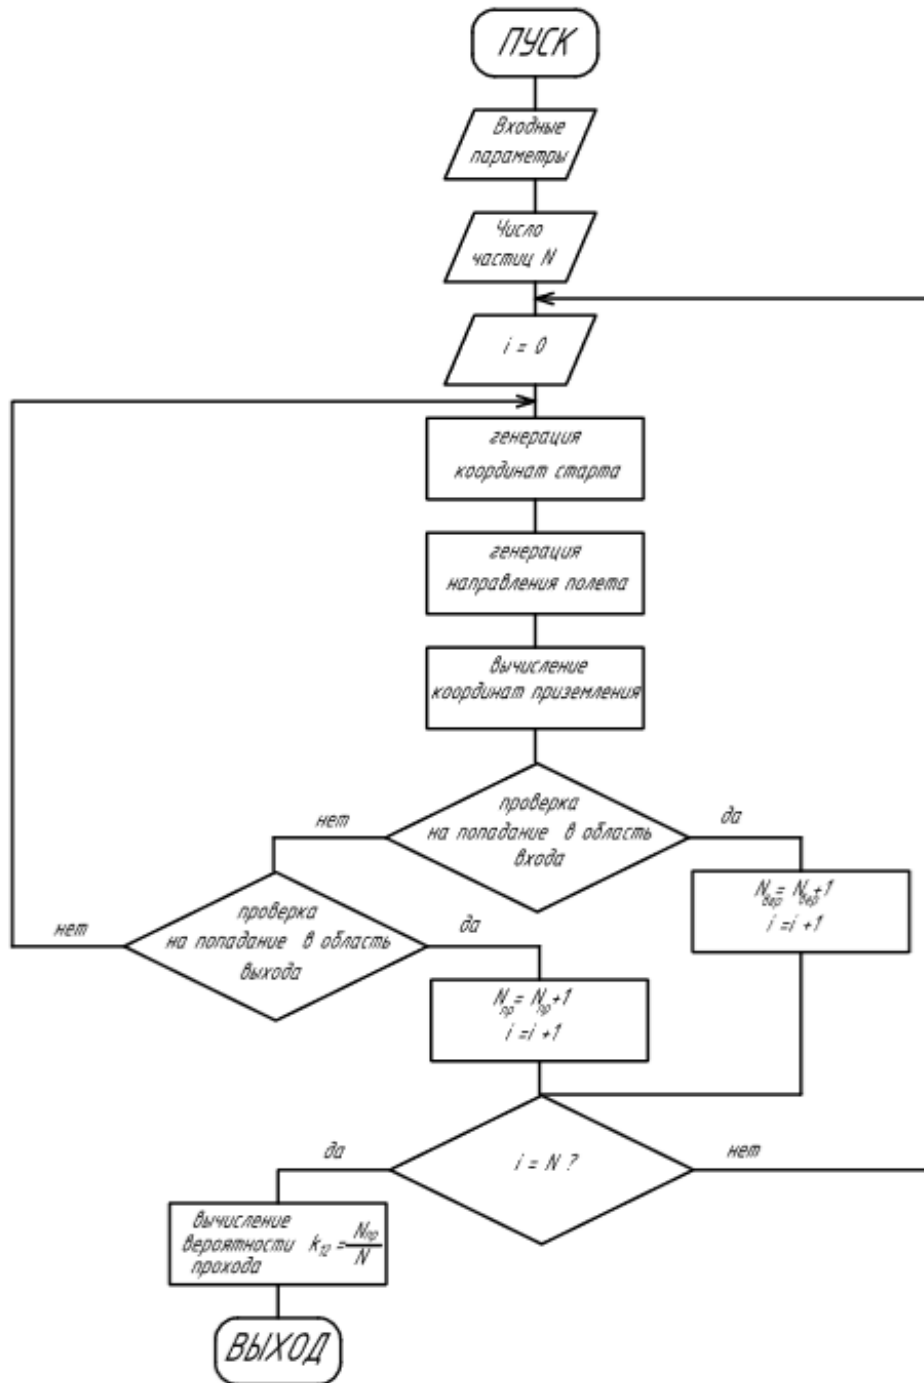 ПУСК
Входные
параметры
Число
частиц N
i = 0
генерация
координат старта
генерация
направления полета
вычисление
координат приземления
проверка
на попадание в область
входа
нет
да
N_вер = N_вер +1
i = i +1
проверка
на попадание в область
выхода
нет
да
N_пр = N_пр +1
i = i +1
i = N ?
да
нет
вычисление
вероятности k_12 = N_пр / N
прохода
ВЫХОД